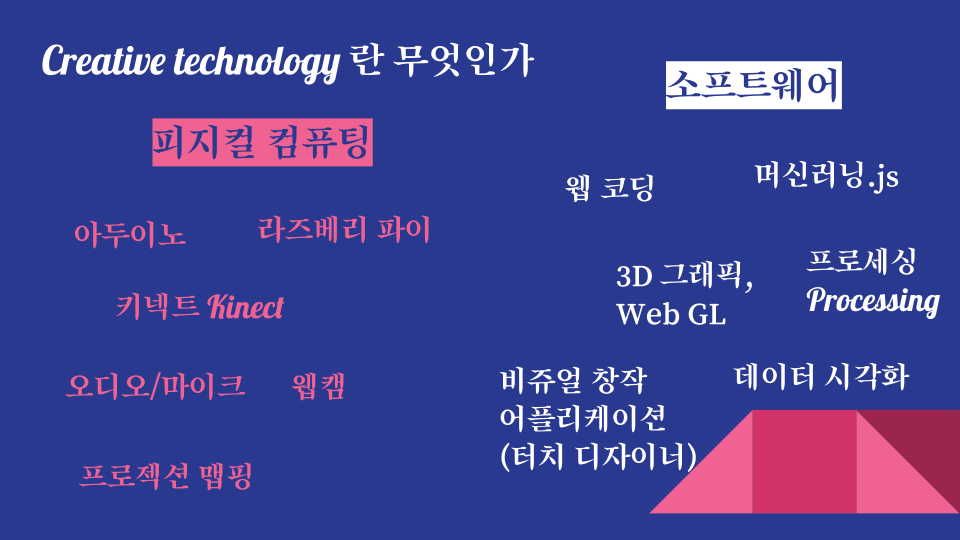 Creative technology 란 무엇인가
피지컬 컴퓨팅
아두이노
라즈베리 파이
키넥트 Kinect
오디오/마이크
웹캠
프로젝션 맵핑
소프트웨어
웹 코딩
머신러닝.js
3D 그래픽,
Web GL
프로세싱
Processing
비쥬얼 창작
어플리케이션
(터치 디자이너)
데이터 시각화